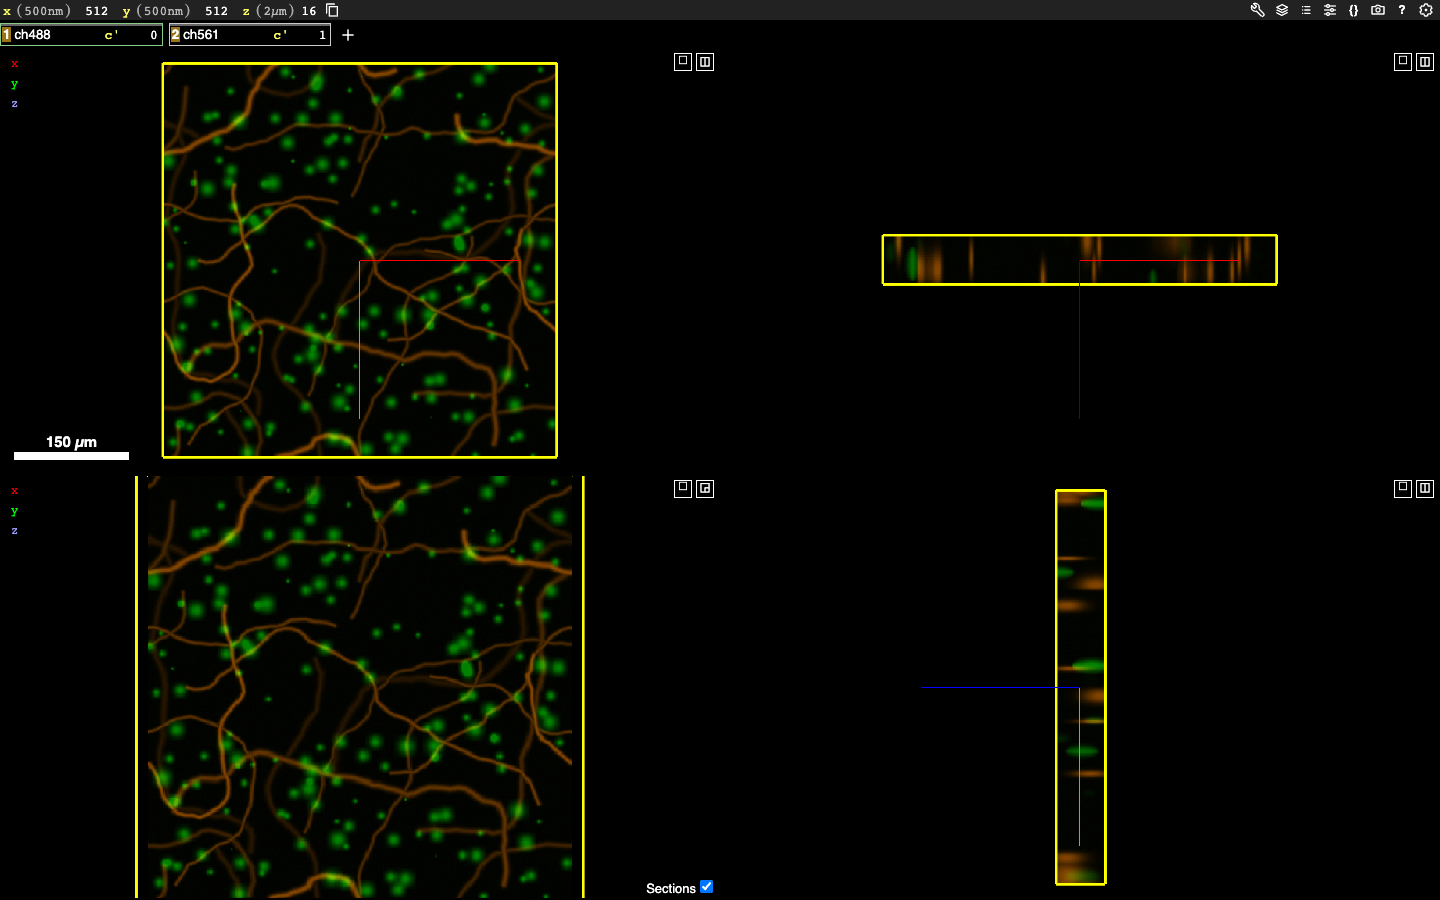 x (500nm) 512 y (500nm) 512 z (2μm) 16
1 ch488 c' 0 2 ch561 c' 1 +
x
y
z
150 μm
x
y
z
Sections